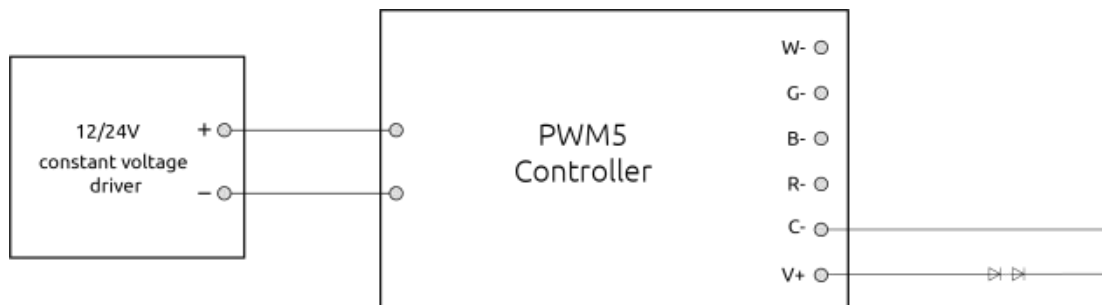 12/24V
constant voltage
driver
+
−
PWM5
Controller
W-
G-
B-
R-
C-
V+